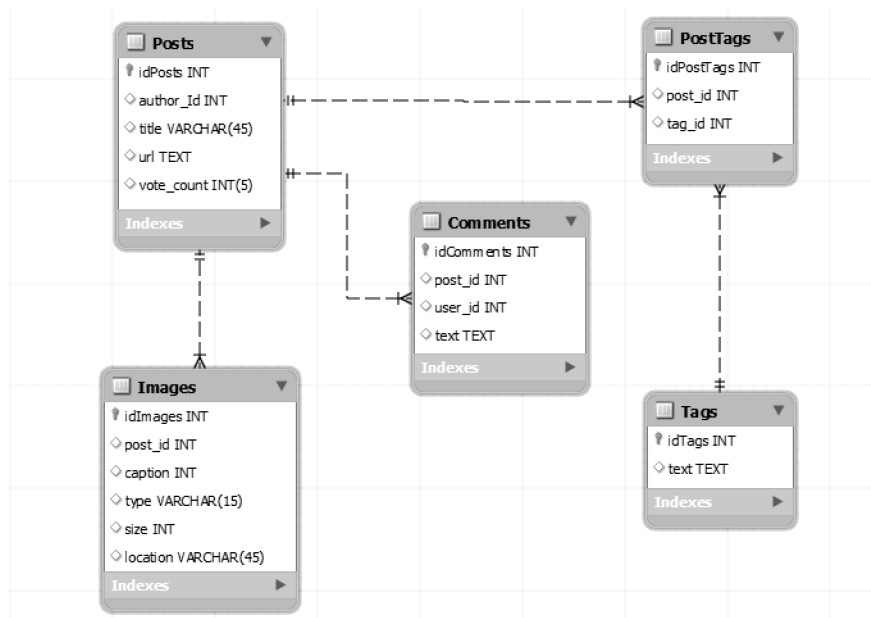 Posts
idPosts INT
author_Id INT
title VARCHAR(45)
url TEXT
vote_count INT(5)
Indexes
PostTags
idPostTags INT
post_id INT
tag_id INT
Indexes
Comments
idComments INT
post_id INT
user_id INT
text TEXT
Indexes
Images
idImages INT
post_id INT
caption INT
type VARCHAR(15)
size INT
location VARCHAR(45)
Indexes
Tags
idTags INT
text TEXT
Indexes